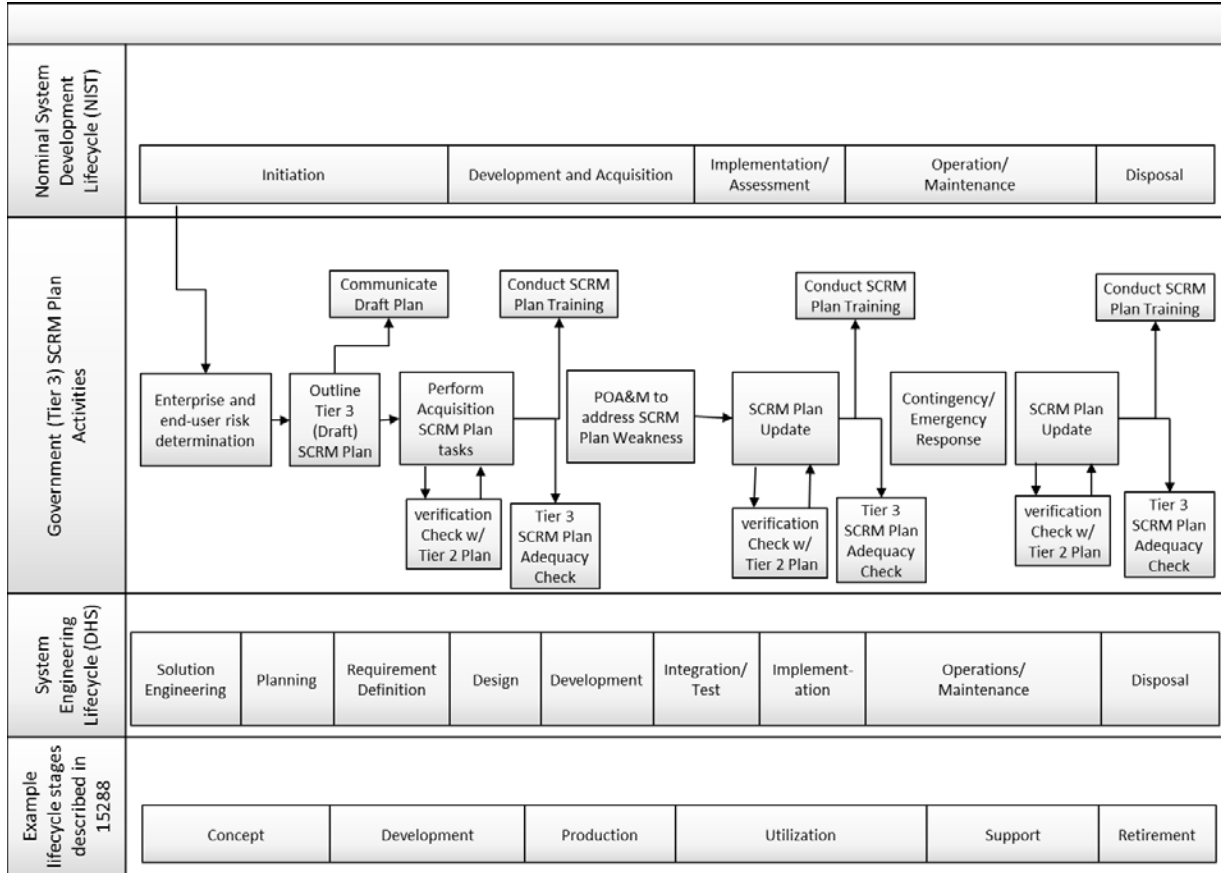 Nominal System
Development
Lifecycle (NIST)
Initiation
Development and Acquisition
Implementation/
Assessment
Operation/
Maintenance
Disposal
Government (Tier 3) SCRM Plan
Activities
Communicate
Draft Plan
Conduct SCRM
Plan Training
Conduct SCRM
Plan Training
Conduct SCRM
Plan Training
Enterprise and
end-user risk
determination
Outline
Tier 3
(Draft)
SCRM Plan
Perform
Acquisition
SCRM Plan
tasks
POA&M to
address SCRM
Plan Weakness
SCRM Plan
Update
Contingency/
Emergency
Response
SCRM Plan
Update
verification
Check w/
Tier 2 Plan
Tier 3
SCRM Plan
Adequacy
Check
verification
Check w/
Tier 2 Plan
Tier 3
SCRM Plan
Adequacy
Check
verification
Check w/
Tier 2 Plan
Tier 3
SCRM Plan
Adequacy
Check
System
Engineering
Lifecycle (DHS)
Solution
Engineering
Planning
Requirement
Definition
Design
Development
Integration/
Test
Implement-
ation
Operations/
Maintenance
Disposal
Example
lifecycle stages
described in
15288
Concept
Development
Production
Utilization
Support
Retirement